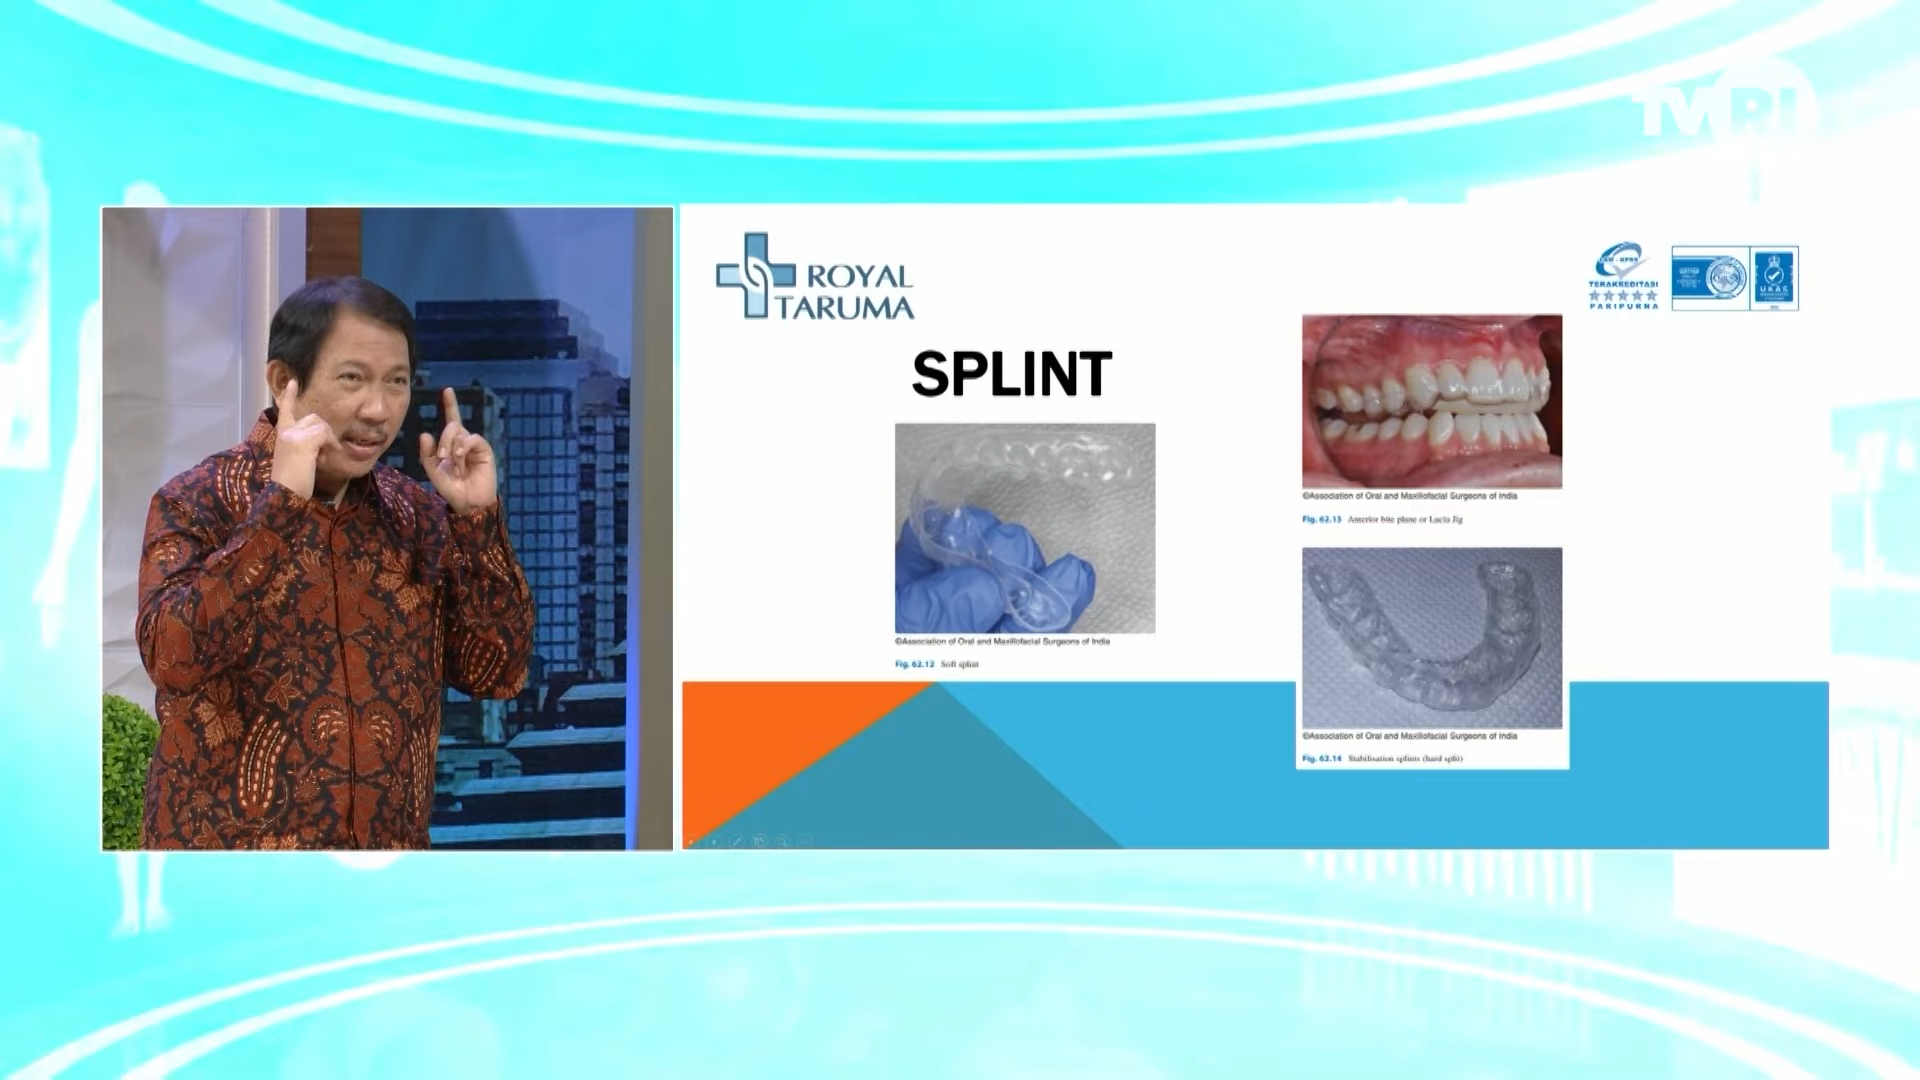 TVRI
ROYAL
TARUMA
TERAKREDITASI
PARIPURNA
UKAS
SPLINT
©Association of Oral and Maxillofacial Surgeons of India
Fig. 62.12 Soft splint
©Association of Oral and Maxillofacial Surgeons of India
Fig. 62.13 Anterior bite plane or Lucia Jig
©Association of Oral and Maxillofacial Surgeons of India
Fig. 62.14 Stabilisation splints (hard split)